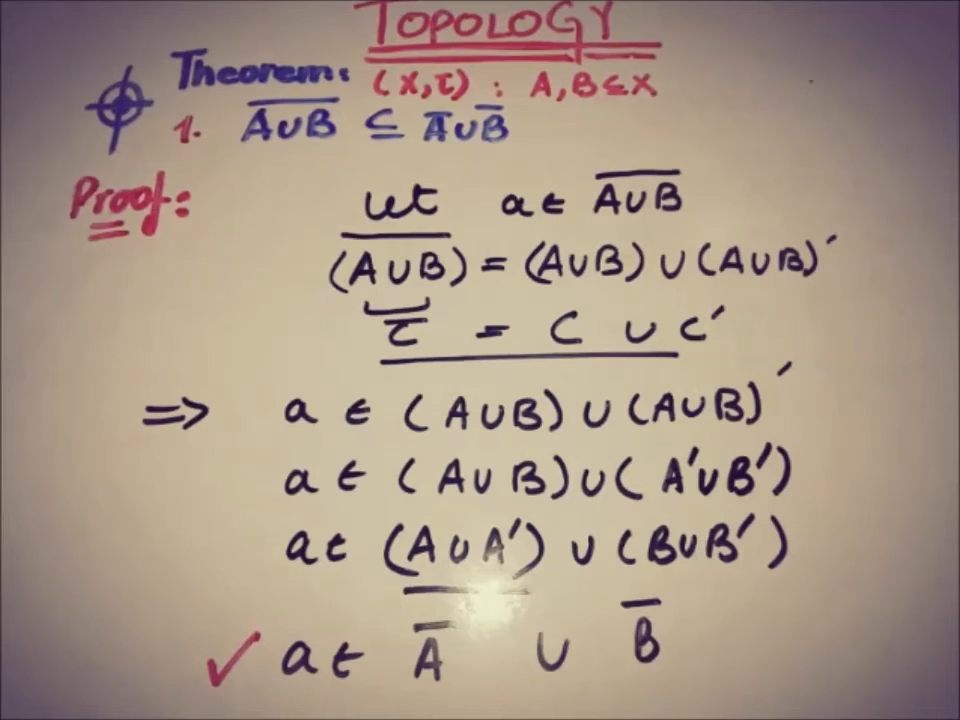 TOPOLOGY
Theorem: (X,τ) : A,B⊆X
1. A̅∪̅B̅ ⊆ A̅∪B̅
Proof: let a∈ A̅∪̅B̅
(A̅∪̅B̅) = (A∪B)∪(A∪B)′
C̅ = C ∪ C′
=> a ∈ (A∪B)∪(A∪B)′
a ∈ (A∪B)∪(A′∪B′)
a∈ (A∪A′) ∪ (B∪B′)
✓ a∈ A̅ ∪ B̅